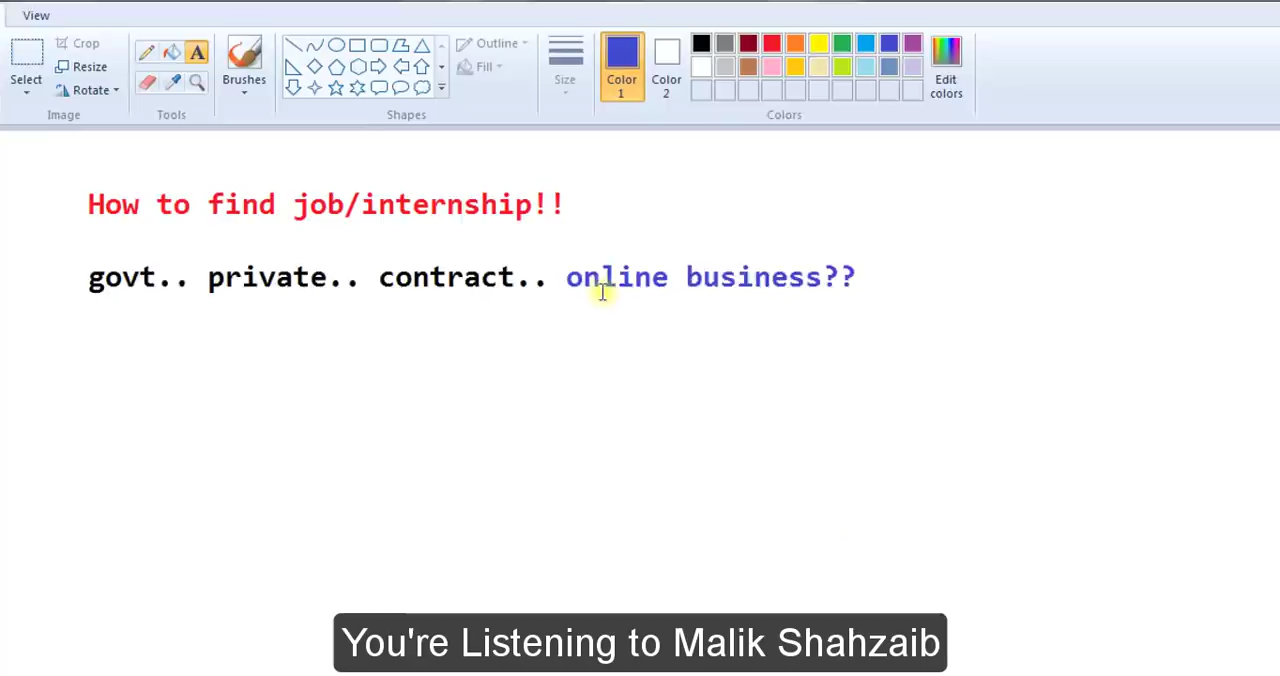 View
Select
Crop
Resize
Rotate
Image
A
Tools
Brushes
Shapes
Outline
Fill
Size
Color 1
Color 2
Edit colors
Colors
How to find job/internship!!
govt.. private.. contract.. online business??
You're Listening to Malik Shahzaib